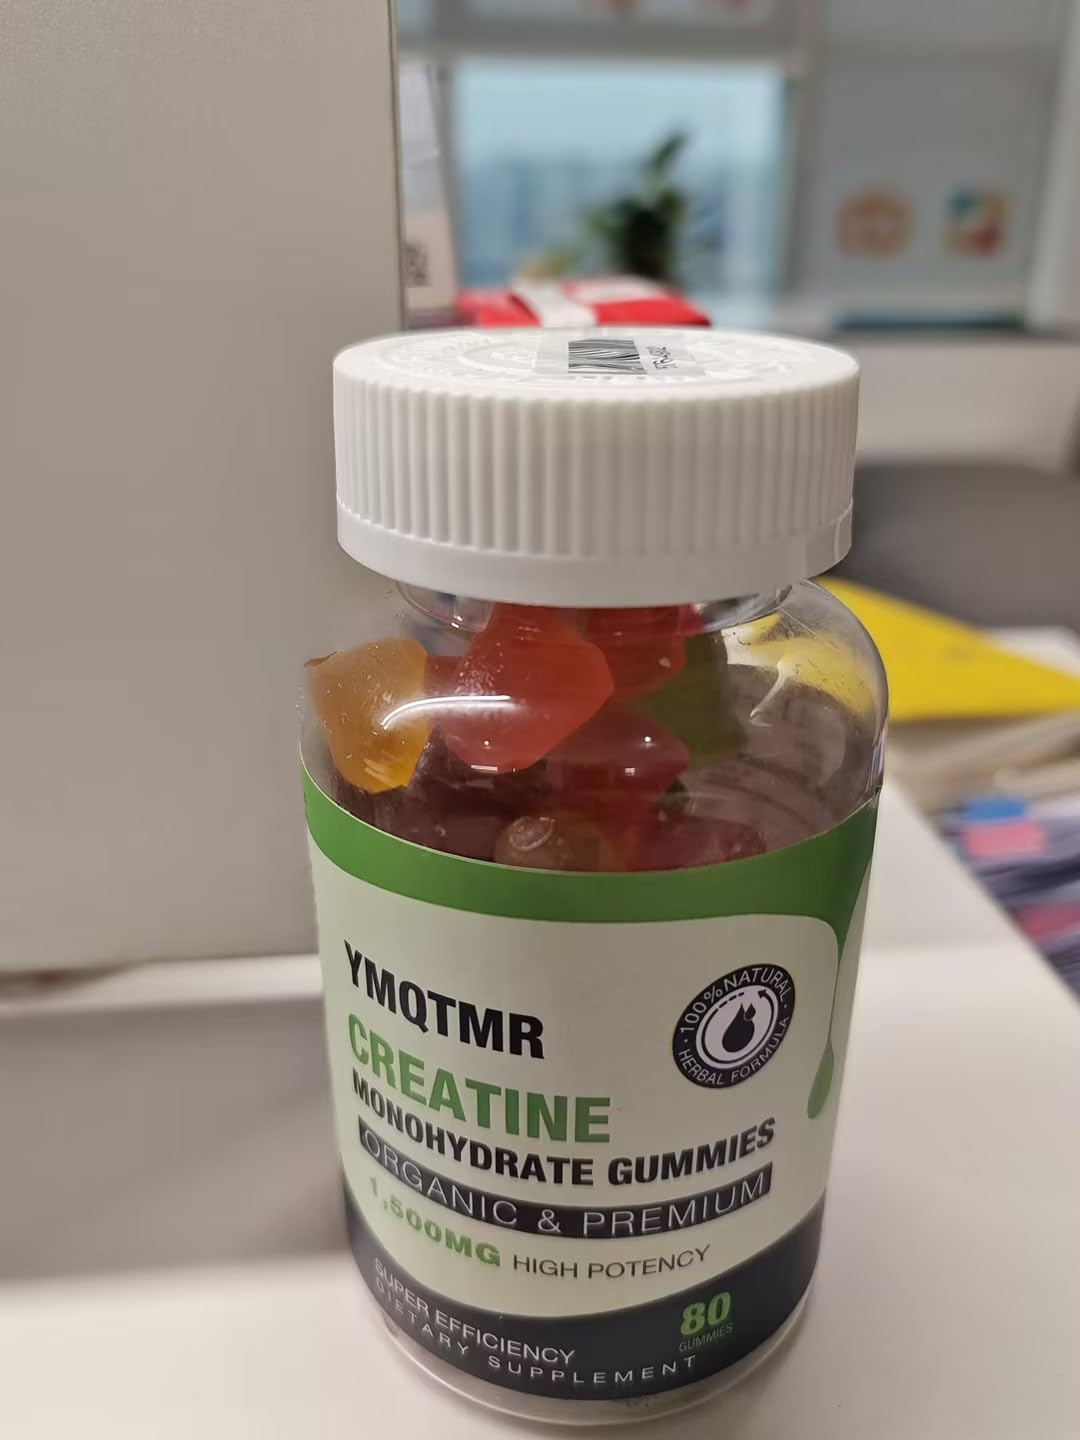 YMQTMR
CREATINE
MONOHYDRATE GUMMIES
ORGANIC & PREMIUM
1,500MG HIGH POTENCY
100% NATURAL
HERBAL FORMULA
SUPER EFFICIENCY
DIETARY SUPPLEMENT
80
GUMMIES